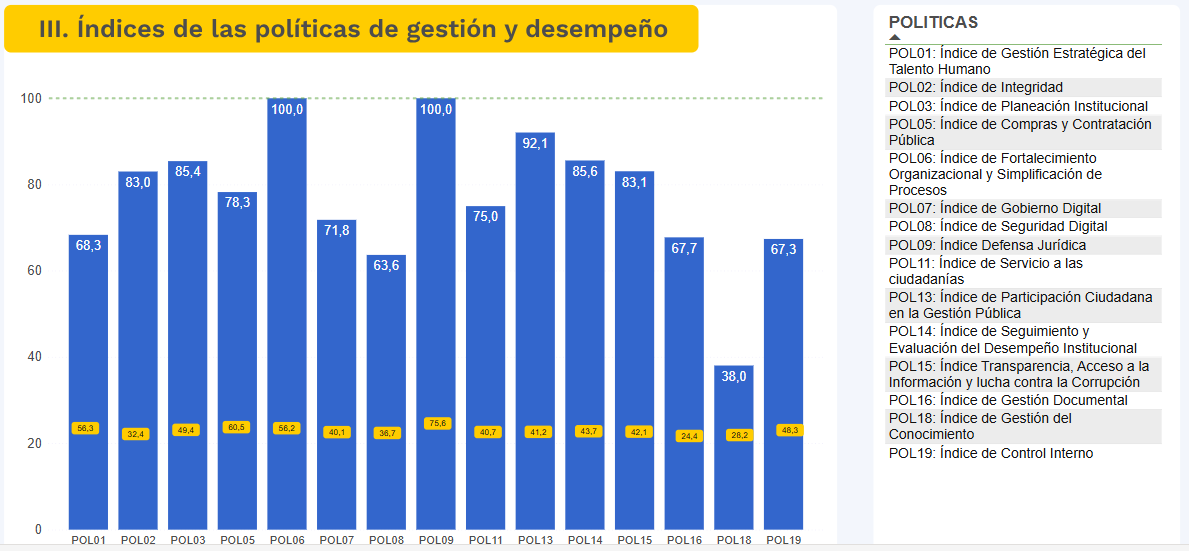 III. Índices de las políticas de gestión y desempeño
100
80
60
40
20
0
68,3
83,0
85,4
78,3
100,0
71,8
63,6
100,0
75,0
92,1
85,6
83,1
67,7
38,0
67,3
56,3
32,4
49,4
60,5
56,2
40,1
36,7
75,6
40,7
41,2
43,7
42,1
24,4
28,2
48,3
POL01 POL02 POL03 POL05 POL06 POL07 POL08 POL09 POL11 POL13 POL14 POL15 POL16 POL18 POL19
POLITICAS
POL01: Índice de Gestión Estratégica del
Talento Humano
POL02: Índice de Integridad
POL03: Índice de Planeación Institucional
POL05: Índice de Compras y Contratación
Pública
POL06: Índice de Fortalecimiento
Organizacional y Simplificación de
Procesos
POL07: Índice de Gobierno Digital
POL08: Índice de Seguridad Digital
POL09: Índice Defensa Jurídica
POL11: Índice de Servicio a las
ciudadanías
POL13: Índice de Participación Ciudadana
en la Gestión Pública
POL14: Índice de Seguimiento y
Evaluación del Desempeño Institucional
POL15: Índice Transparencia, Acceso a la
Información y lucha contra la Corrupción
POL16: Índice de Gestión Documental
POL18: Índice de Gestión del
Conocimiento
POL19: Índice de Control Interno